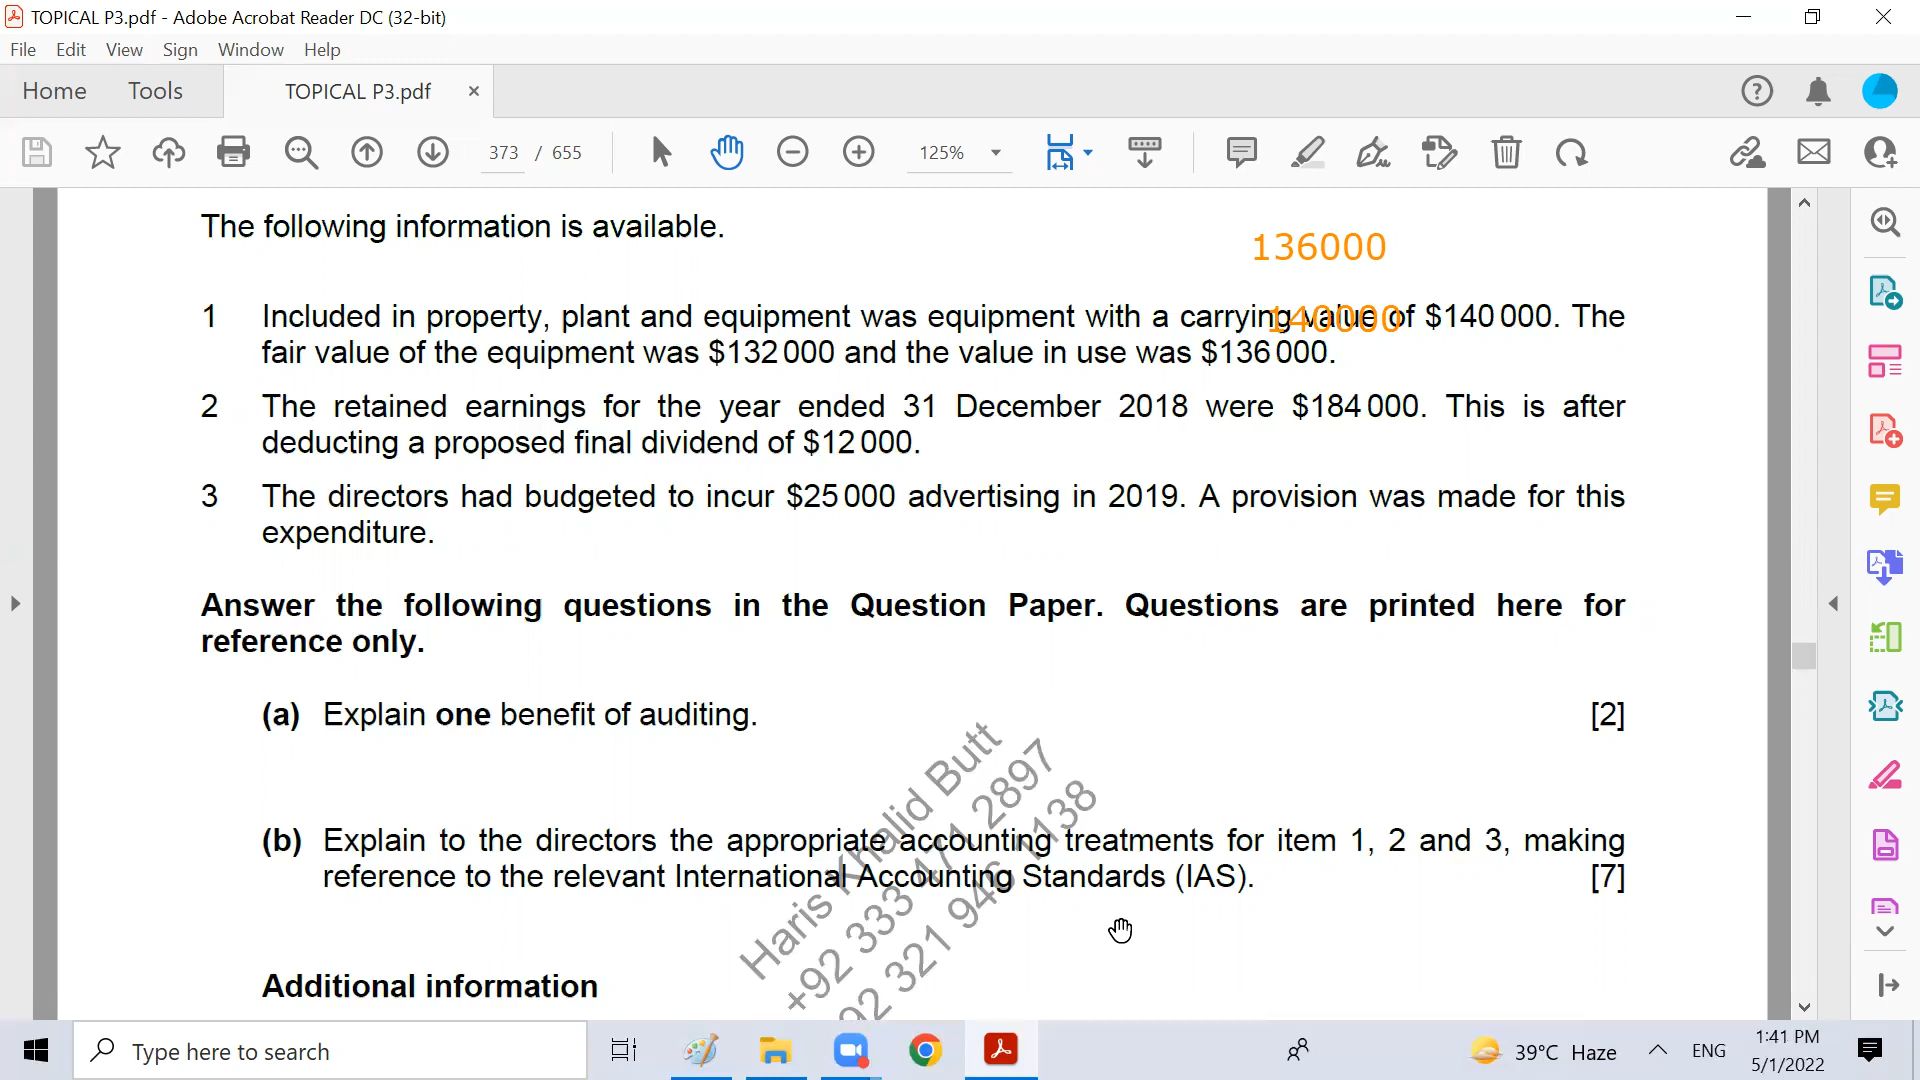 TOPICAL P3.pdf - Adobe Acrobat Reader DC (32-bit)
File Edit View Sign Window Help
Home Tools TOPICAL P3.pdf ×
373 / 655 125%
The following information is available.
136000
140000
1 Included in property, plant and equipment was equipment with a carrying value of $140 000. The
fair value of the equipment was $132 000 and the value in use was $136 000.
2 The retained earnings for the year ended 31 December 2018 were $184 000. This is after
deducting a proposed final dividend of $12 000.
3 The directors had budgeted to incur $25 000 advertising in 2019. A provision was made for this
expenditure.
Answer the following questions in the Question Paper. Questions are printed here for
reference only.
(a) Explain one benefit of auditing. [2]
(b) Explain to the directors the appropriate accounting treatments for item 1, 2 and 3, making
reference to the relevant International Accounting Standards (IAS). [7]
Haris Khalid Butt
+92 333 471 2897
92 321 946 1138
Additional information
Type here to search
39°C Haze
ENG
1:41 PM
5/1/2022